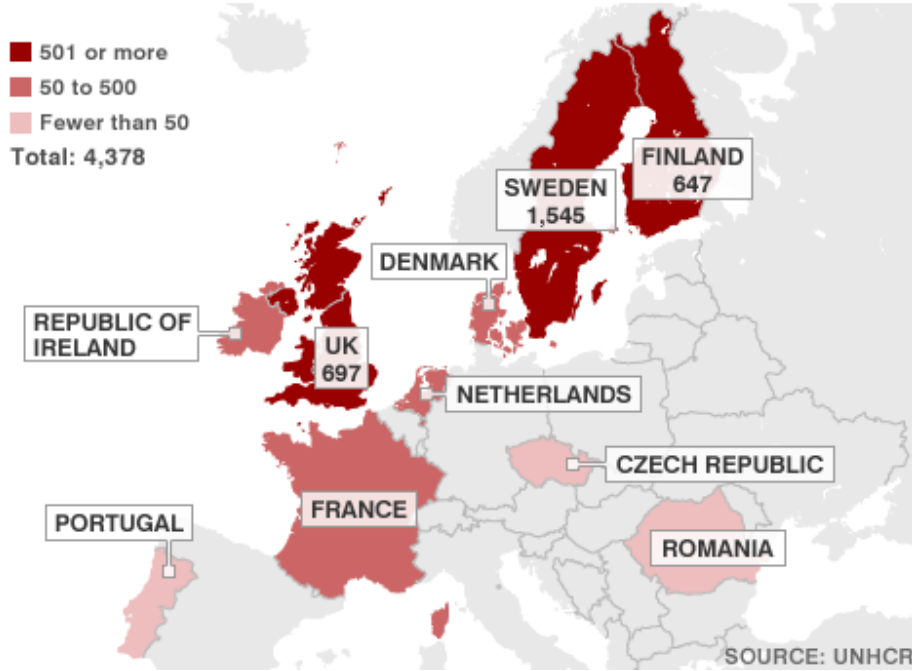 501 or more
50 to 500
Fewer than 50
Total: 4,378
FINLAND
647
SWEDEN
1,545
DENMARK
REPUBLIC OF
IRELAND
UK
697
NETHERLANDS
CZECH REPUBLIC
FRANCE
PORTUGAL
ROMANIA
SOURCE: UNHCR